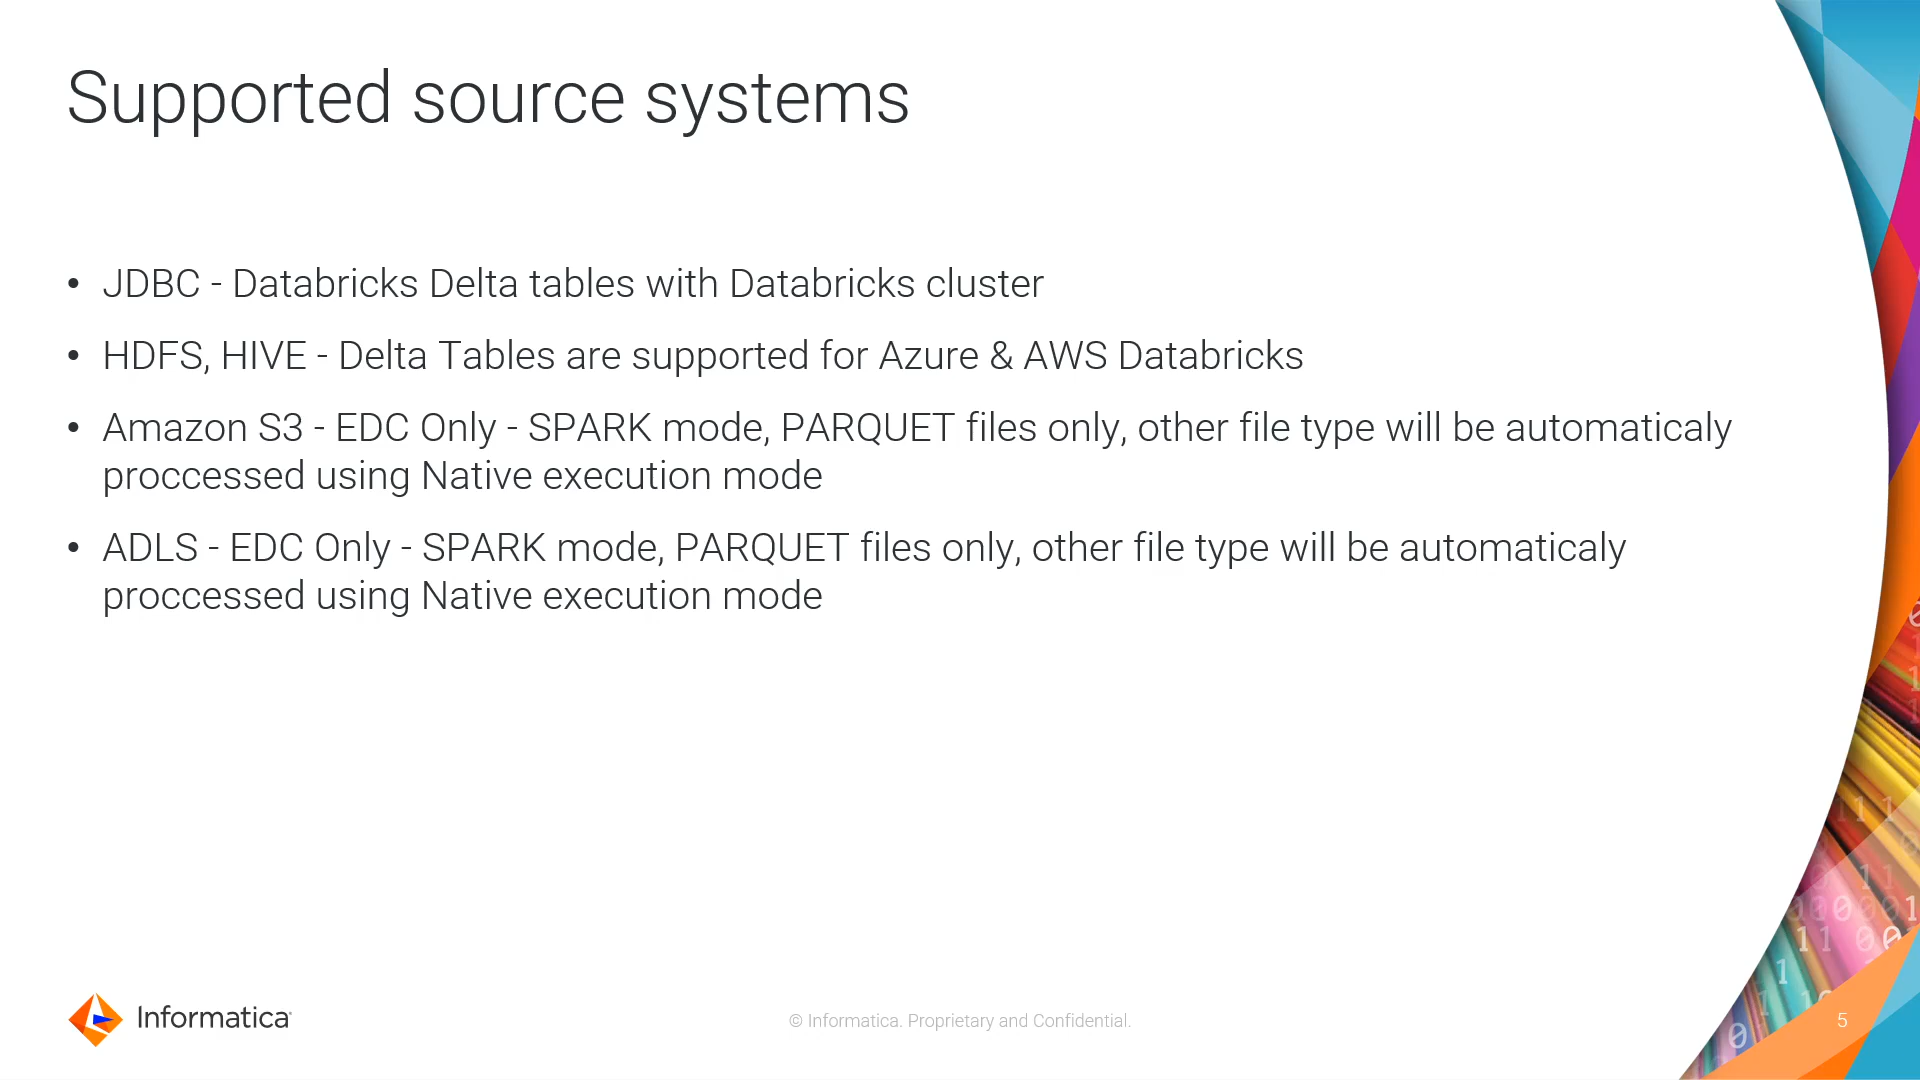 Supported source systems
• JDBC - Databricks Delta tables with Databricks cluster
• HDFS, HIVE - Delta Tables are supported for Azure & AWS Databricks
• Amazon S3 - EDC Only - SPARK mode, PARQUET files only, other file type will be automaticaly
proccessed using Native execution mode
• ADLS - EDC Only - SPARK mode, PARQUET files only, other file type will be automaticaly
proccessed using Native execution mode
Informatica
© Informatica. Proprietary and Confidential.
5